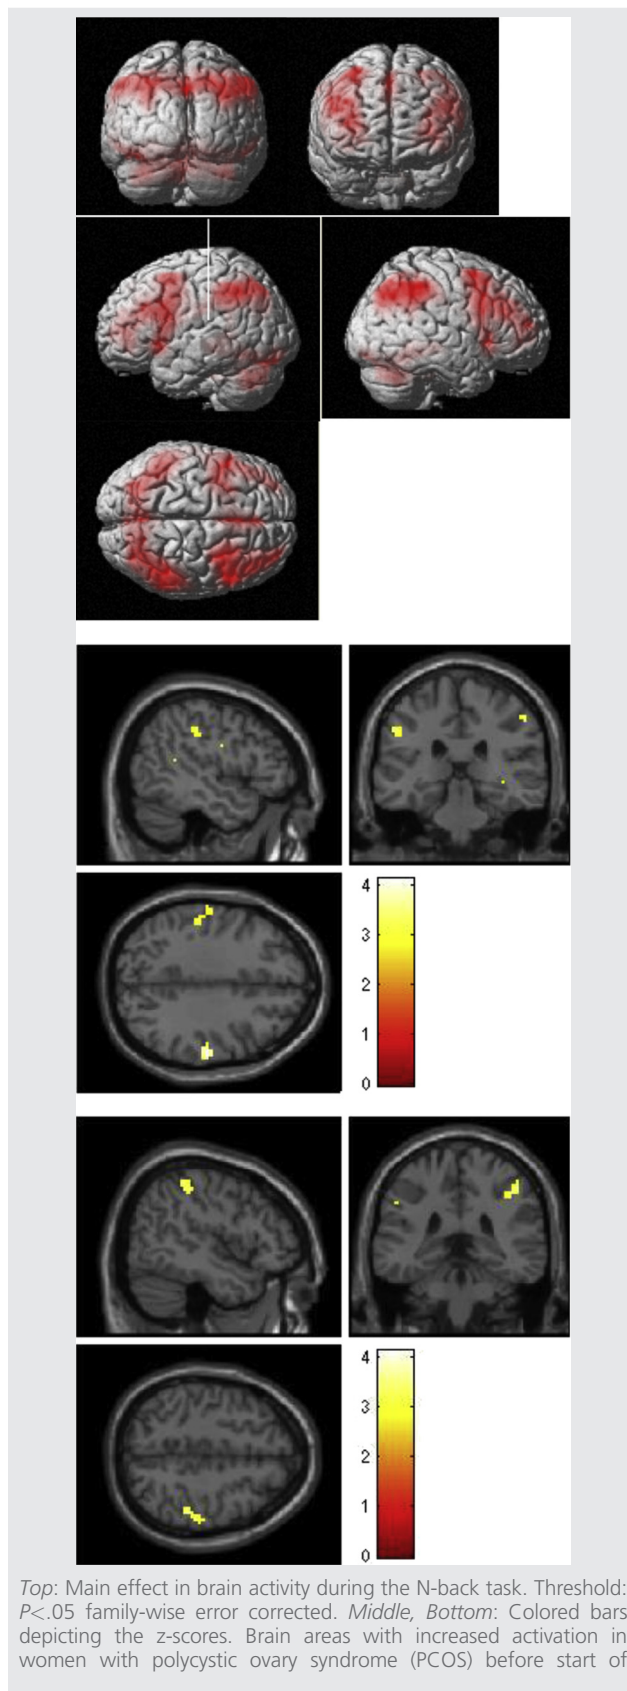 4
3
2
1
0
4
3
2
1
0
Top: Main effect in brain activity during the N-back task. Threshold:
P<.05 family-wise error corrected. Middle, Bottom: Colored bars
depicting the z-scores. Brain areas with increased activation in
women with polycystic ovary syndrome (PCOS) before start of